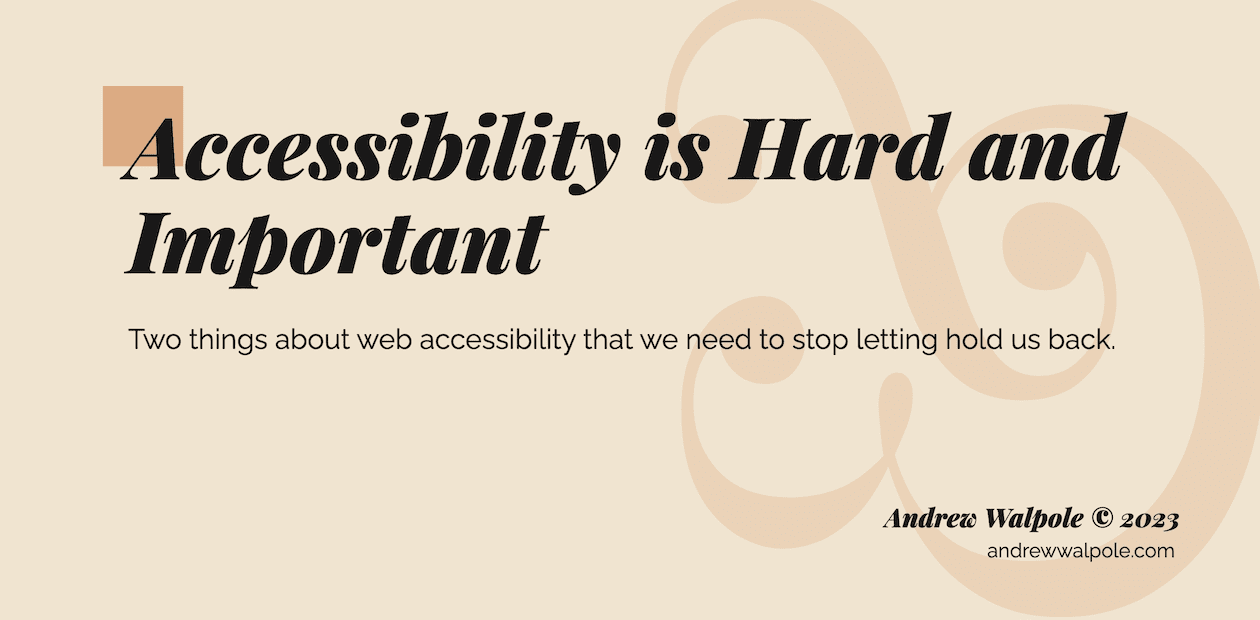 Accessibility is Hard and
Important
Two things about web accessibility that we need to stop letting hold us back.
Andrew Walpole © 2023
andrewwalpole.com